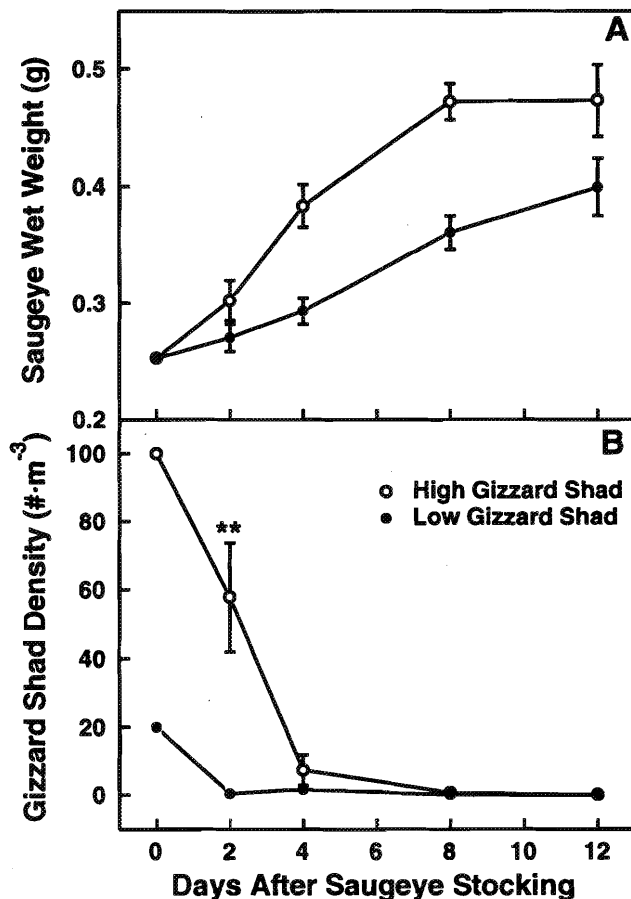 A
Saugeye Wet Weight (g)
0.5
0.4
0.3
0.2
B
Gizzard Shad Density (#·m⁻³)
100
80
60
40
20
0
**
High Gizzard Shad
Low Gizzard Shad
0 2 4 6 8 10 12
Days After Saugeye Stocking